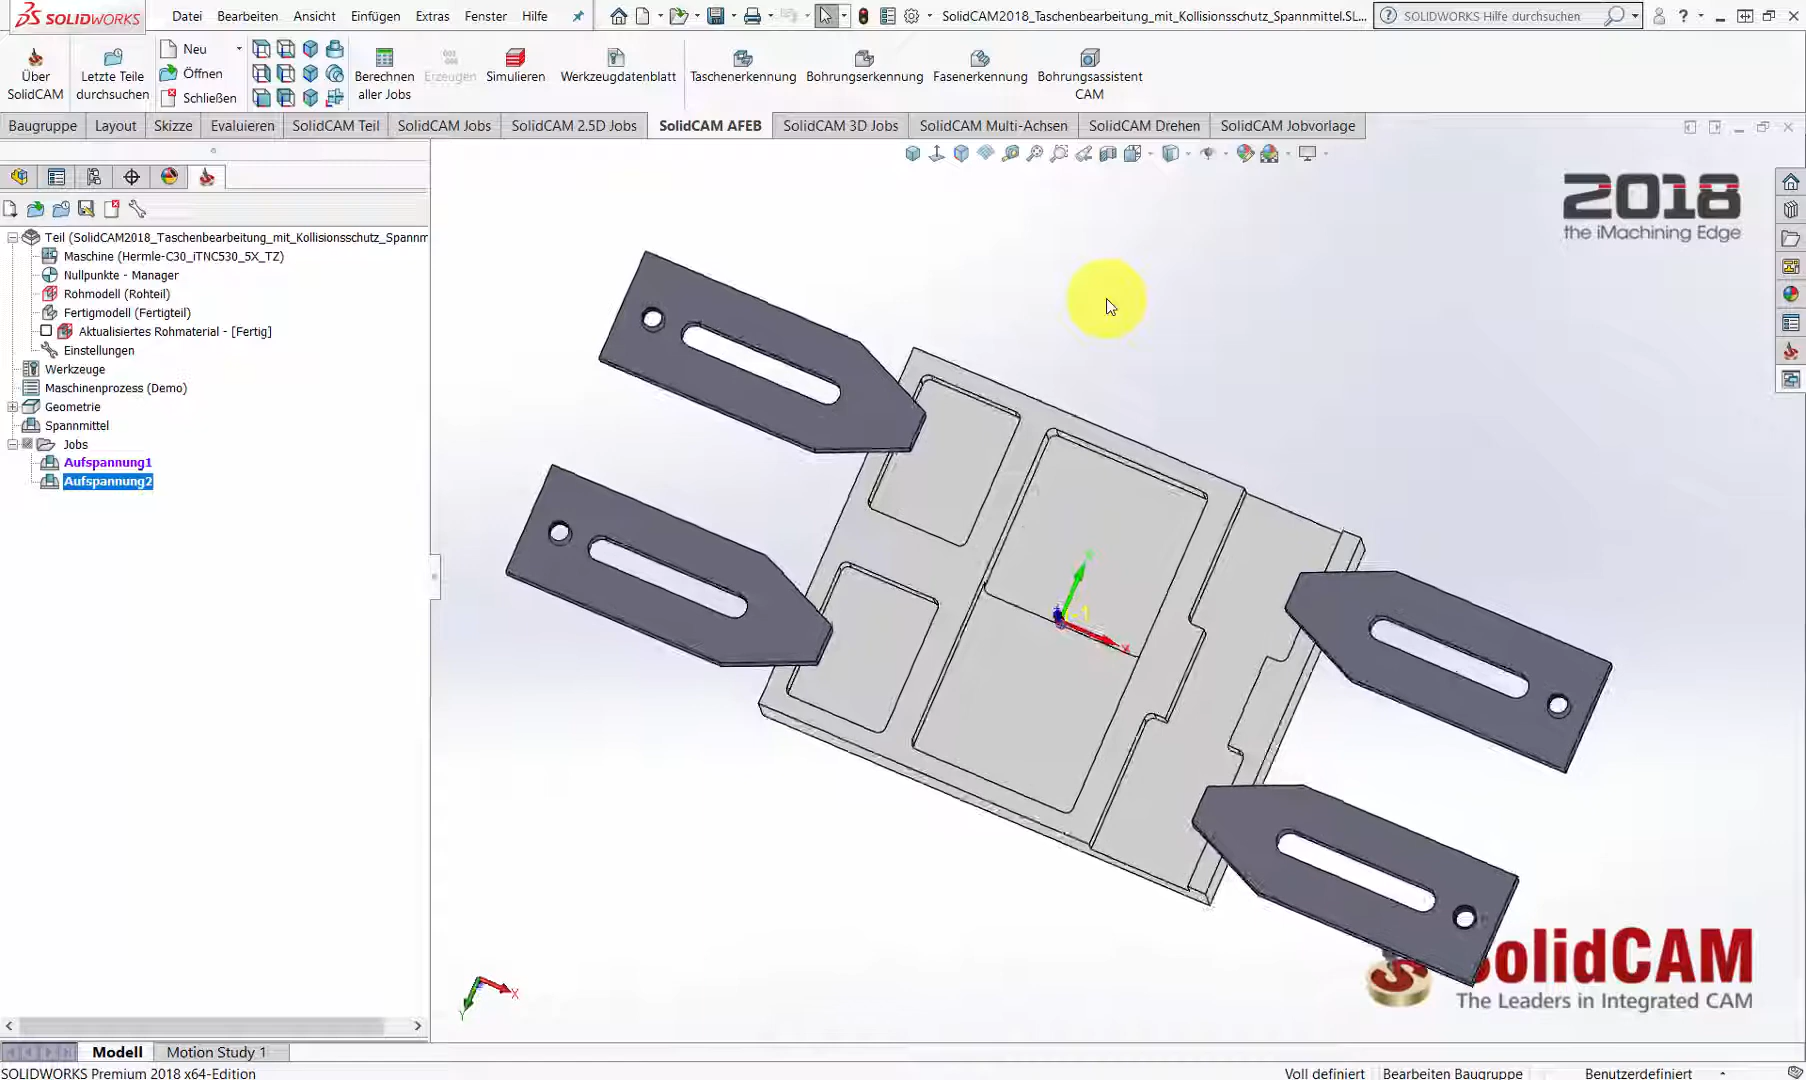 SOLIDWORKS
Datei Bearbeiten Ansicht Einfügen Extras Fenster Hilfe
SolidCAM2018_Taschenbearbeitung_mit_Kollisionsschutz_Spannmittel.SL...
SOLIDWORKS Hilfe durchsuchen
Über SolidCAM
Letzte Teile durchsuchen
Neu
Öffnen
Schließen
Berechnen aller Jobs
Erzeugen
Simulieren
Werkzeugdatenblatt
Taschenerkennung
Bohrungserkennung
Fasenerkennung
Bohrungsassistent CAM
Baugruppe Layout Skizze Evaluieren SolidCAM Teil SolidCAM Jobs SolidCAM 2.5D Jobs SolidCAM AFEB SolidCAM 3D Jobs SolidCAM Multi-Achsen SolidCAM Drehen SolidCAM Jobvorlage
Teil (SolidCAM2018_Taschenbearbeitung_mit_Kollisionsschutz_Spannm
Maschine (Hermle-C30_iTNC530_5X_TZ)
Nullpunkte - Manager
Rohmodell (Rohteil)
Fertigmodell (Fertigteil)
Aktualisiertes Rohmaterial - [Fertig]
Einstellungen
Werkzeuge
Maschinenprozess (Demo)
Geometrie
Spannmittel
Jobs
Aufspannung1
Aufspannung2
2018
the iMachining Edge
X
X
Y
SolidCAM
The Leaders in Integrated CAM
Modell Motion Study 1
SOLIDWORKS Premium 2018 x64-Edition
Voll definiert Bearbeiten Baugruppe Benutzerdefiniert